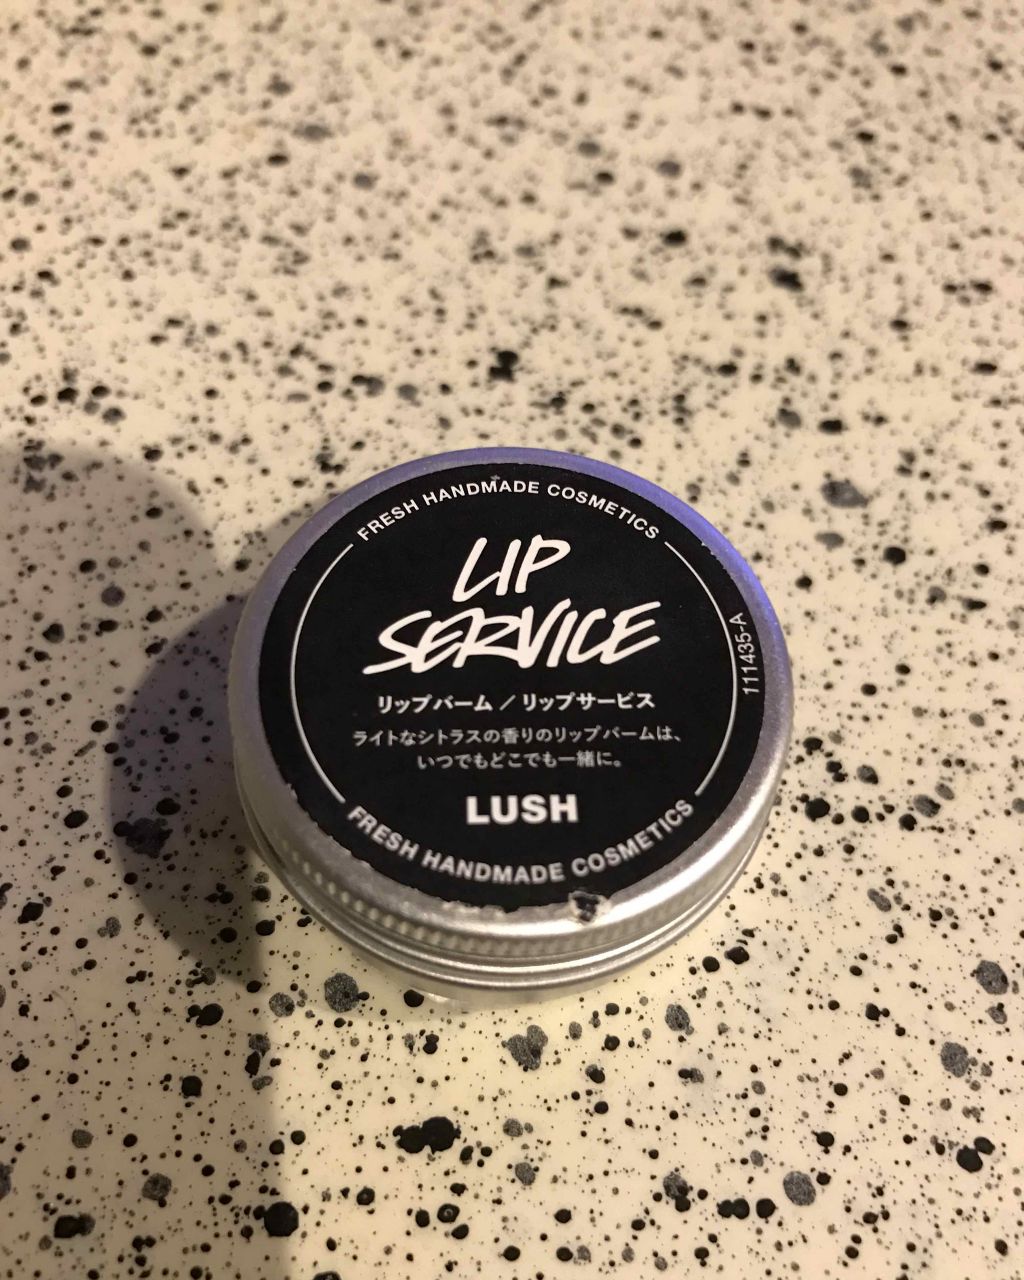 FRESH HANDMADE COSMETICS
LIP
SERVICE
リップバーム／リップサービス
ライトなシトラスの香りのリップバームは、
いつでもどこでも一緒に。
LUSH
FRESH HANDMADE COSMETICS
111435-A